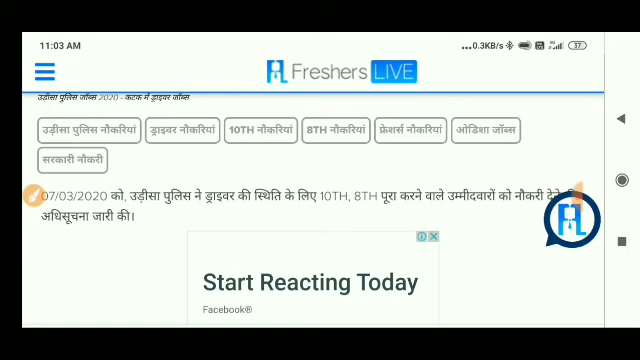 11:03 AM
...0.3KB/s
37
Freshers LIVE
उड़ीसा पुलिस जॉब्स 2020 - कटक में ड्राइवर जॉब्स
उड़ीसा पुलिस नौकरियां ड्राइवर नौकरियां 10TH नौकरियां 8TH नौकरियां फ्रेशर्स नौकरियां ओडिशा जॉब्स
सरकारी नौकरी
07/03/2020 को, उड़ीसा पुलिस ने ड्राइवर की स्थिति के लिए 10TH, 8TH पूरा करने वाले उम्मीदवारों को नौकरी देने
अधिसूचना जारी की।
Start Reacting Today
Facebook®